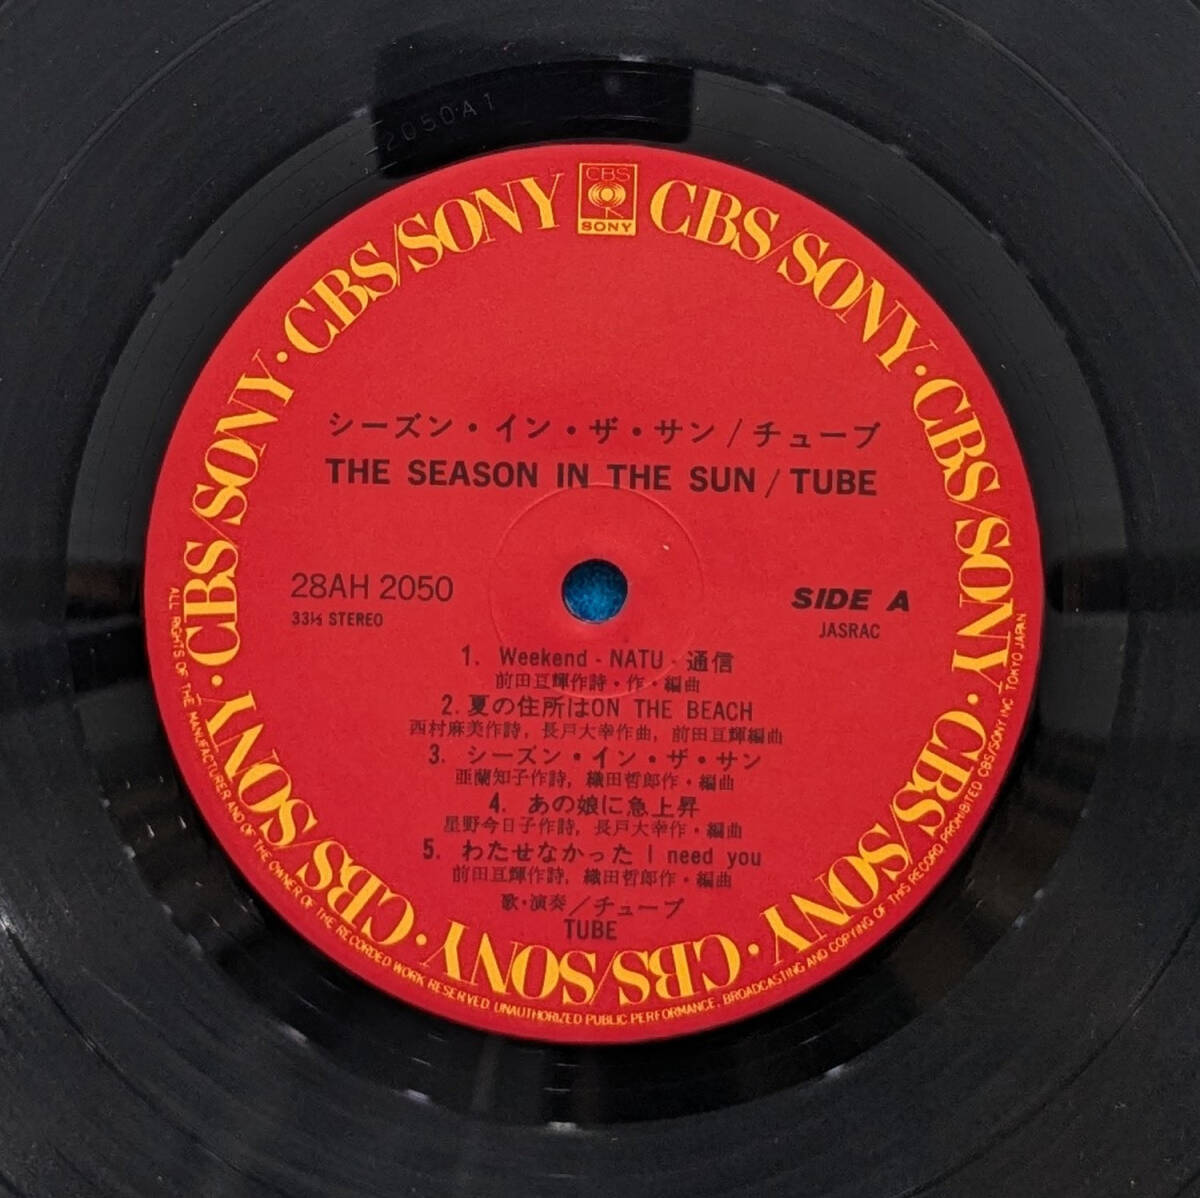 2050A1
CBS
SONY
CBS/SONY · CBS/SONY · CBS/SONY · CBS/SONY · CBS/SONY · CBS/SONY · CBS/SONY · CBS/SONY
シーズン・イン・ザ・サン/チューブ
THE SEASON IN THE SUN / TUBE
28AH 2050
33⅓ STEREO
SIDE A
JASRAC
1. Weekend - NATU - 通信
前田亘輝作詩・作・編曲
2. 夏の住所はON THE BEACH
西村麻美作詩, 長戸大幸作曲, 前田亘輝編曲
3. シーズン・イン・ザ・サン
亜蘭知子作詩, 織田哲郎作・編曲
4. あの娘に急上昇
星野今日子作詩, 長戸大幸作・編曲
5. わたせなかった I need you
前田亘輝作詩, 織田哲郎作・編曲
歌・演奏/チューブ
TUBE
ALL RIGHTS OF THE MANUFACTURER AND OF THE OWNER OF THE RECORDED WORK RESERVED. UNAUTHORIZED PUBLIC PERFORMANCE, BROADCASTING AND COPYING OF THIS RECORD PROHIBITED CBS/SONY INC. TOKYO JAPAN